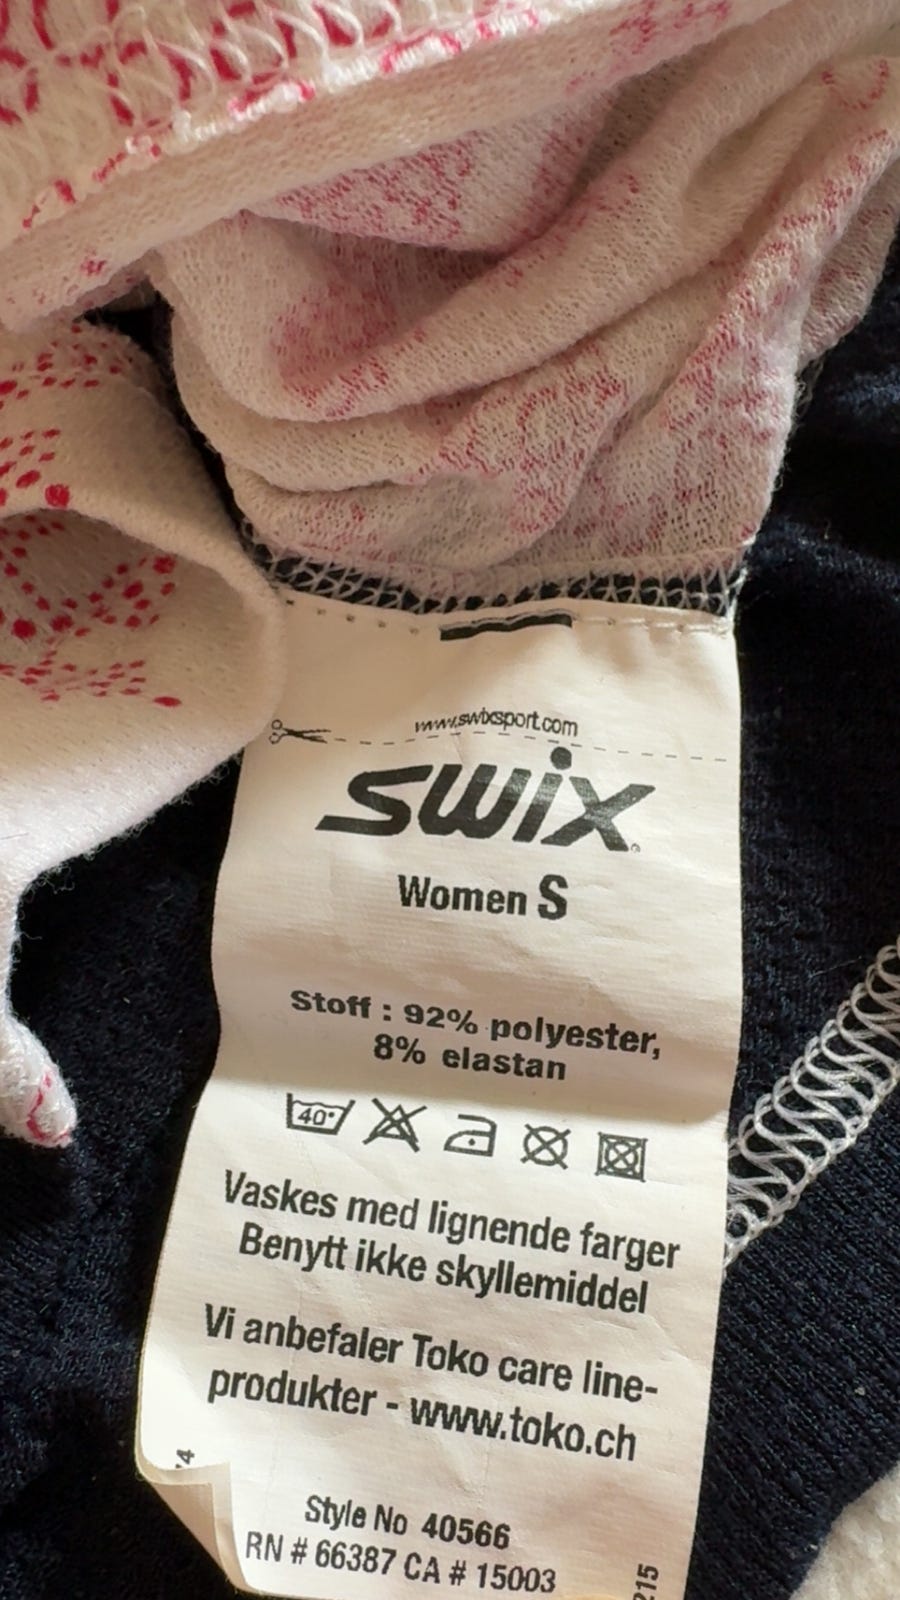 www.swixsport.com
swix
Women S
Stoff : 92% polyester,
8% elastan
40°
Vaskes med lignende farger
Benytt ikke skyllemiddel
Vi anbefaler Toko care line-
produkter - www.toko.ch
Style No 40566
RN # 66387 CA # 15003